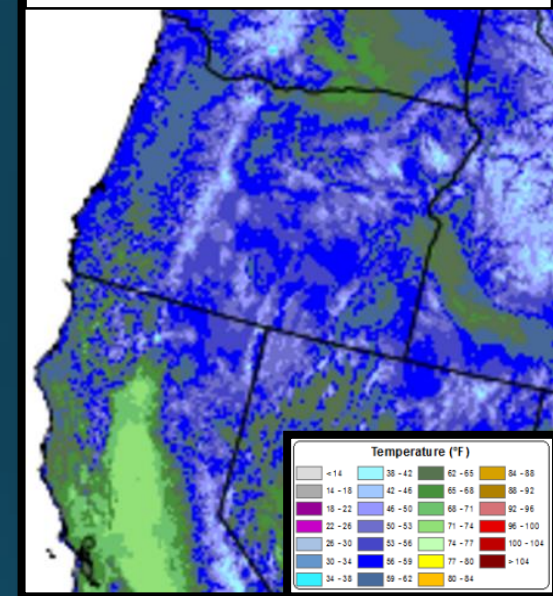 Temperature (°F)
< 14 38 - 42 62 - 65 84 - 88
14 - 18 42 - 46 65 - 68 88 - 92
18 - 22 46 - 50 68 - 71 92 - 96
22 - 26 50 - 53 71 - 74 96 - 100
26 - 30 53 - 56 74 - 77 100 - 104
30 - 34 56 - 59 77 - 80 > 104
34 - 38 59 - 62 80 - 84